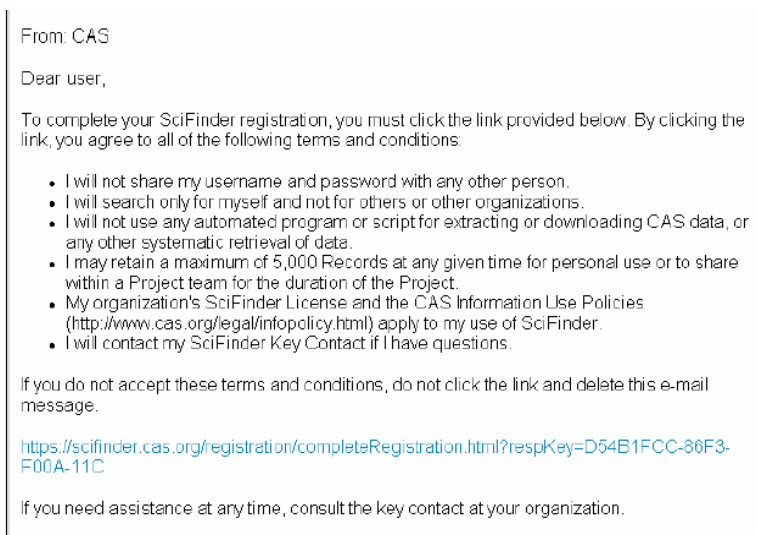 From: CAS
Dear user,
To complete your SciFinder registration, you must click the link provided below. By clicking the
link, you agree to all of the following terms and conditions:
• I will not share my username and password with any other person.
• I will search only for myself and not for others or other organizations.
• I will not use any automated program or script for extracting or downloading CAS data, or
any other systematic retrieval of data.
• I may retain a maximum of 5,000 Records at any given time for personal use or to share
within a Project team for the duration of the Project.
• My organization's SciFinder License and the CAS Information Use Policies
(http://www.cas.org/legal/infopolicy.html) apply to my use of SciFinder.
• I will contact my SciFinder Key Contact if I have questions.
If you do not accept these terms and conditions, do not click the link and delete this e-mail
message.
https://scifinder.cas.org/registration/completeRegistration.html?respKey=D54B1FCC-86F3-
F00A-11C
If you need assistance at any time, consult the key contact at your organization.